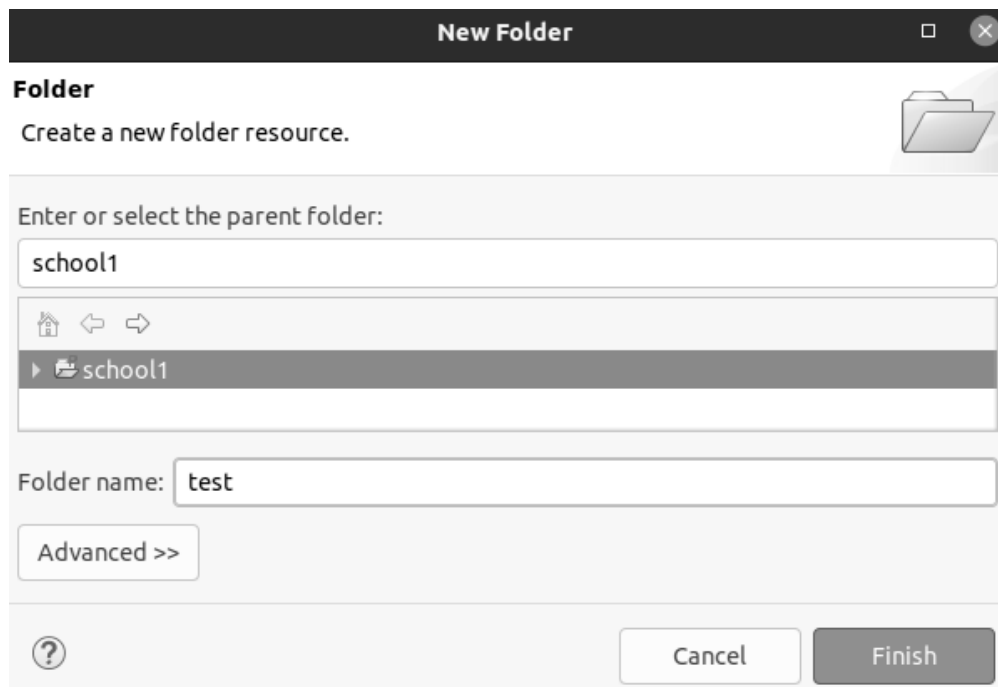 New Folder
Folder
Create a new folder resource.
Enter or select the parent folder:
school1
school1
Folder name: test
Advanced >>
?
Cancel Finish